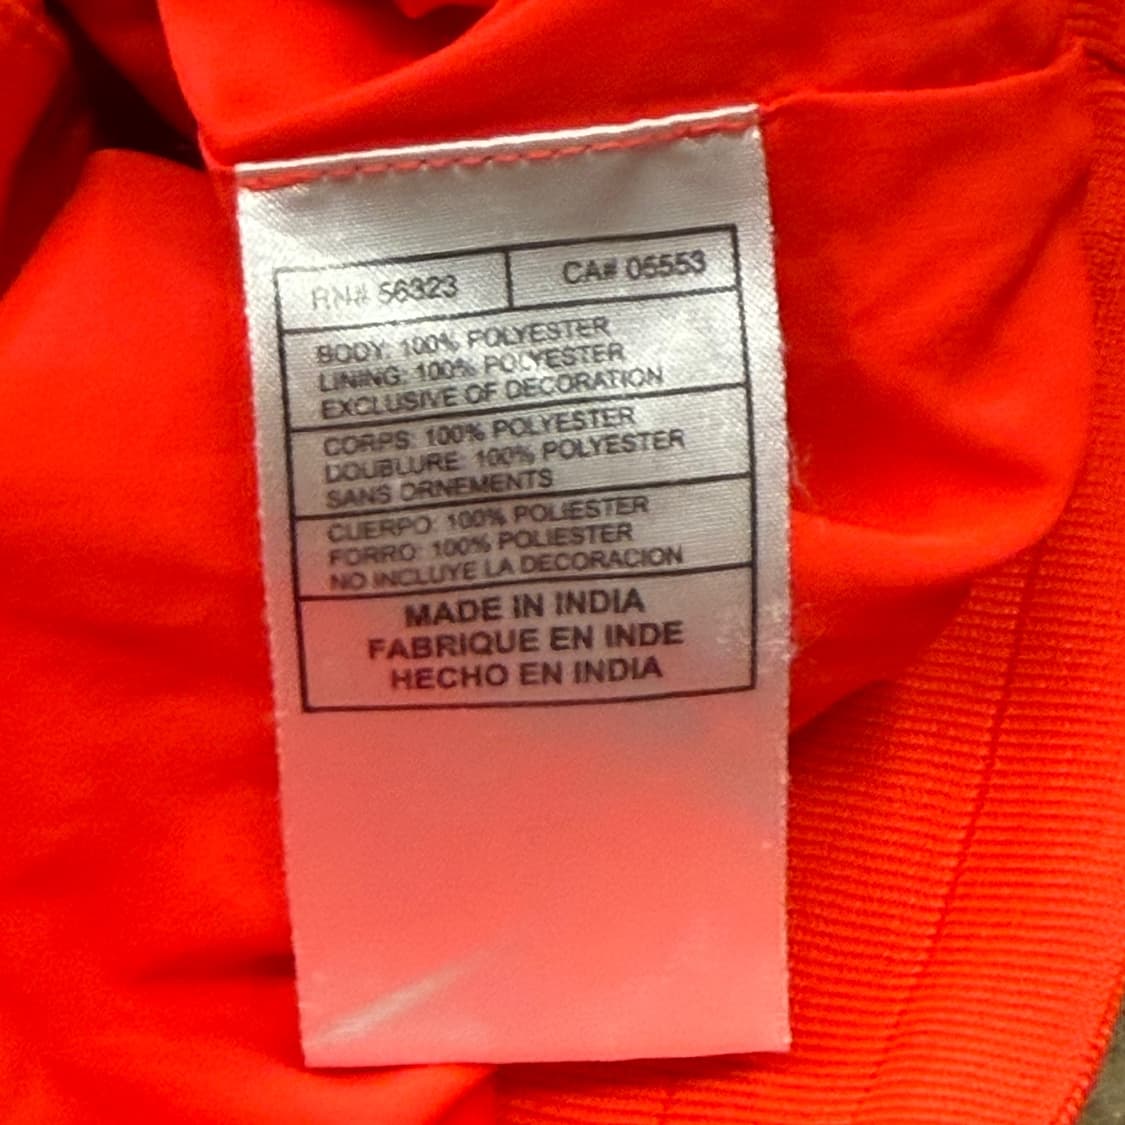 RN# 56323 CA# 05553
BODY: 100% POLYESTER
LINING: 100% POLYESTER
EXCLUSIVE OF DECORATION
CORPS: 100% POLYESTER
DOUBLURE: 100% POLYESTER
SANS ORNEMENTS
CUERPO: 100% POLIESTER
FORRO: 100% POLIESTER
NO INCLUYE LA DECORACION
MADE IN INDIA
FABRIQUE EN INDE
HECHO EN INDIA